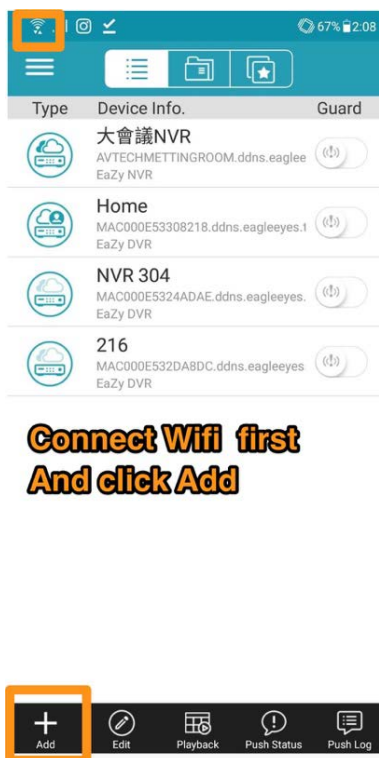 67% 2:08
Type Device Info. Guard
大會議NVR
AVTECHMETTINGROOM.ddns.eaglee
EaZy NVR
Home
MAC000E53308218.ddns.eagleeyes.t
EaZy DVR
NVR 304
MAC000E5324ADAE.ddns.eagleeyes.
EaZy DVR
216
MAC000E532DA8DC.ddns.eagleeyes
EaZy DVR
Connect Wifi first
And click Add
Add Edit Playback Push Status Push Log